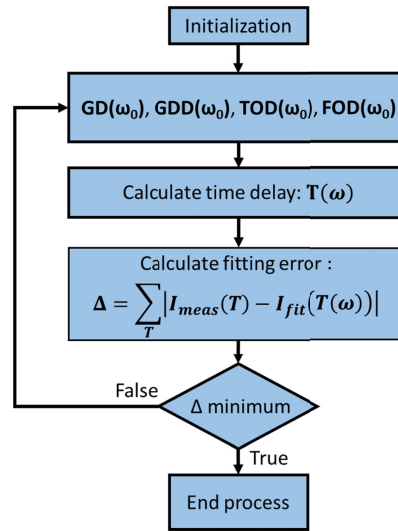 Initialization
GD(ω₀), GDD(ω₀), TOD(ω₀), FOD(ω₀)
Calculate time delay: T(ω)
Calculate fitting error :
Δ = ∑_T |I_meas(T) − I_fit(T(ω))|
False
Δ minimum
True
End process